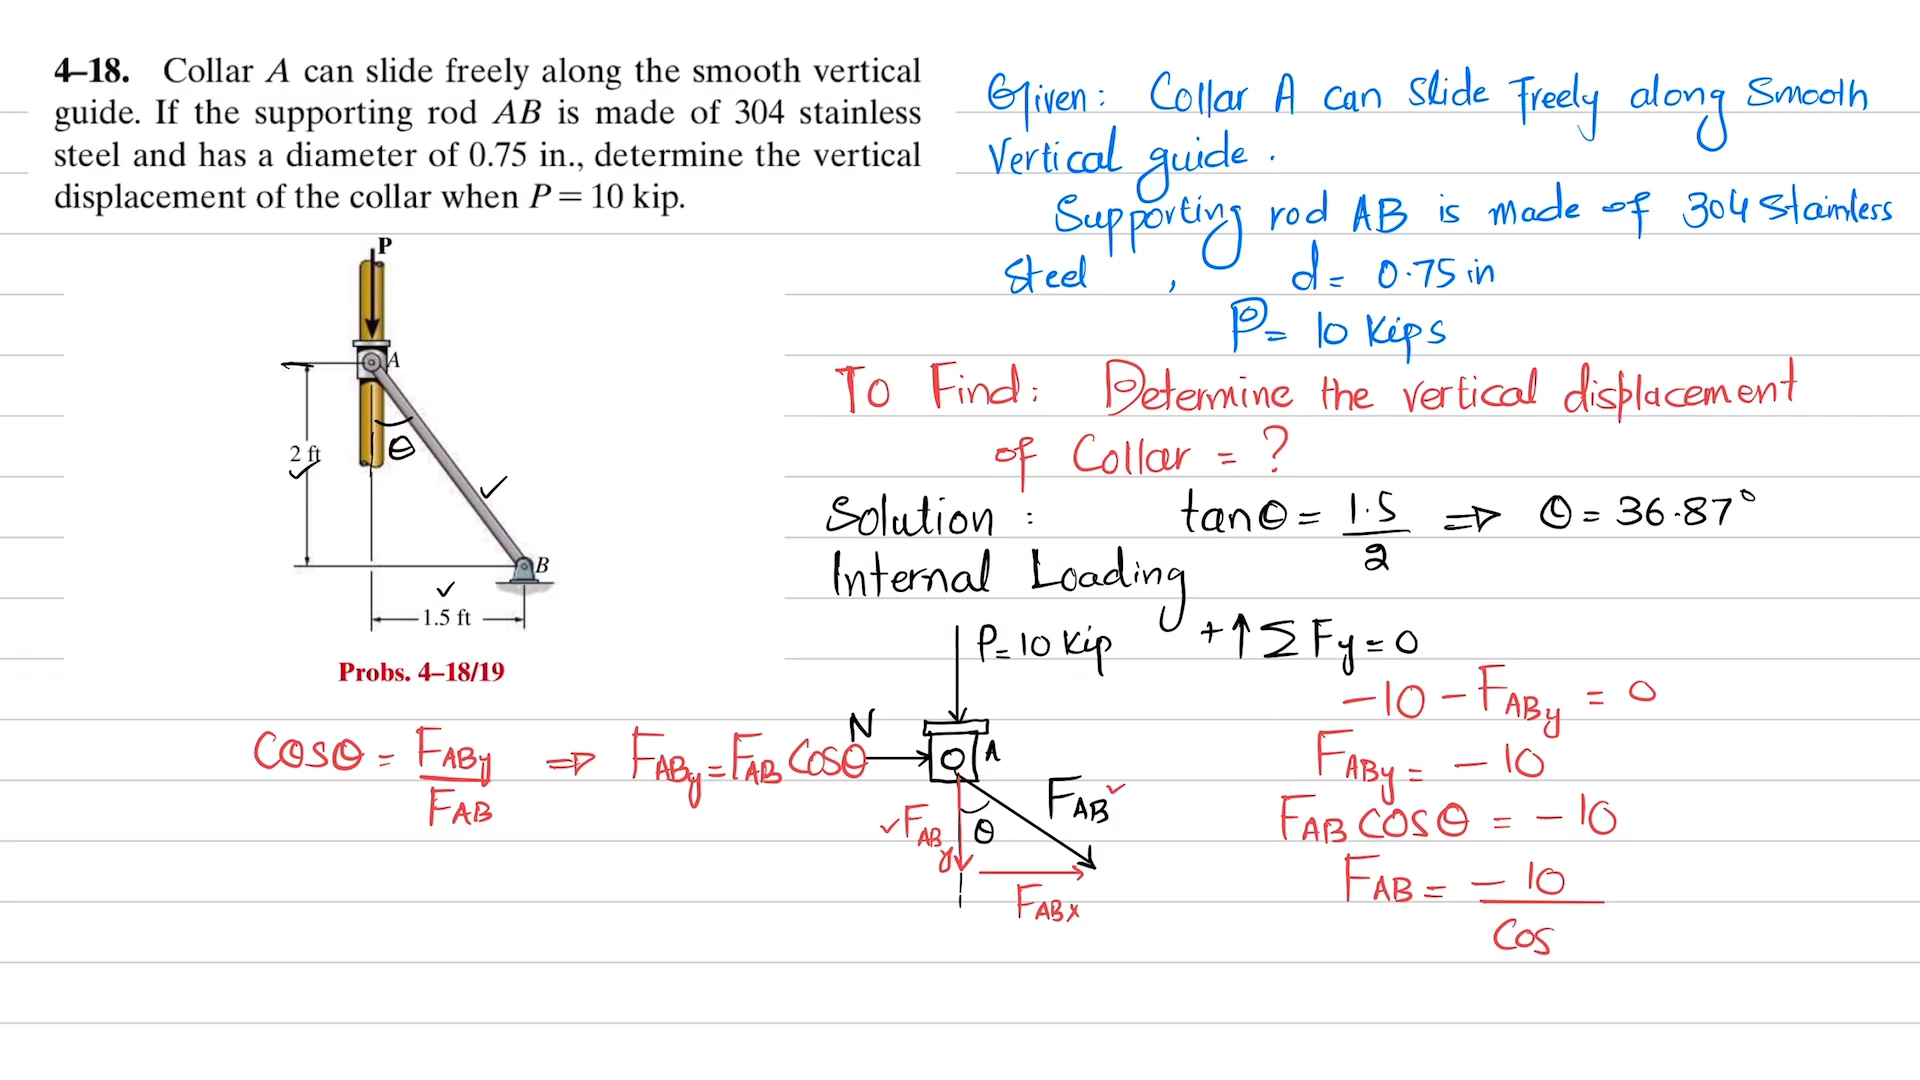 4–18. Collar A can slide freely along the smooth vertical
guide. If the supporting rod AB is made of 304 stainless
steel and has a diameter of 0.75 in., determine the vertical
displacement of the collar when P = 10 kip.
P
A
θ
2 ft
B
1.5 ft
Probs. 4–18/19
Given: Collar A can slide freely along smooth
Vertical guide.
Supporting rod AB is made of 304 stainless
steel , d = 0.75 in
P = 10 kips
To Find: Determine the vertical displacement
of Collar = ?
Solution : tanθ = 1.5/2 ⇒ θ = 36.87°
Internal Loading
P = 10 kip
+↑ΣFy = 0
-10 - FABy = 0
FABy = -10
FAB cosθ = -10
FAB = -10/cos
cosθ = FABy/FAB ⇒ FABy = FAB cosθ
N
A
FAB
FABy
θ
FABx